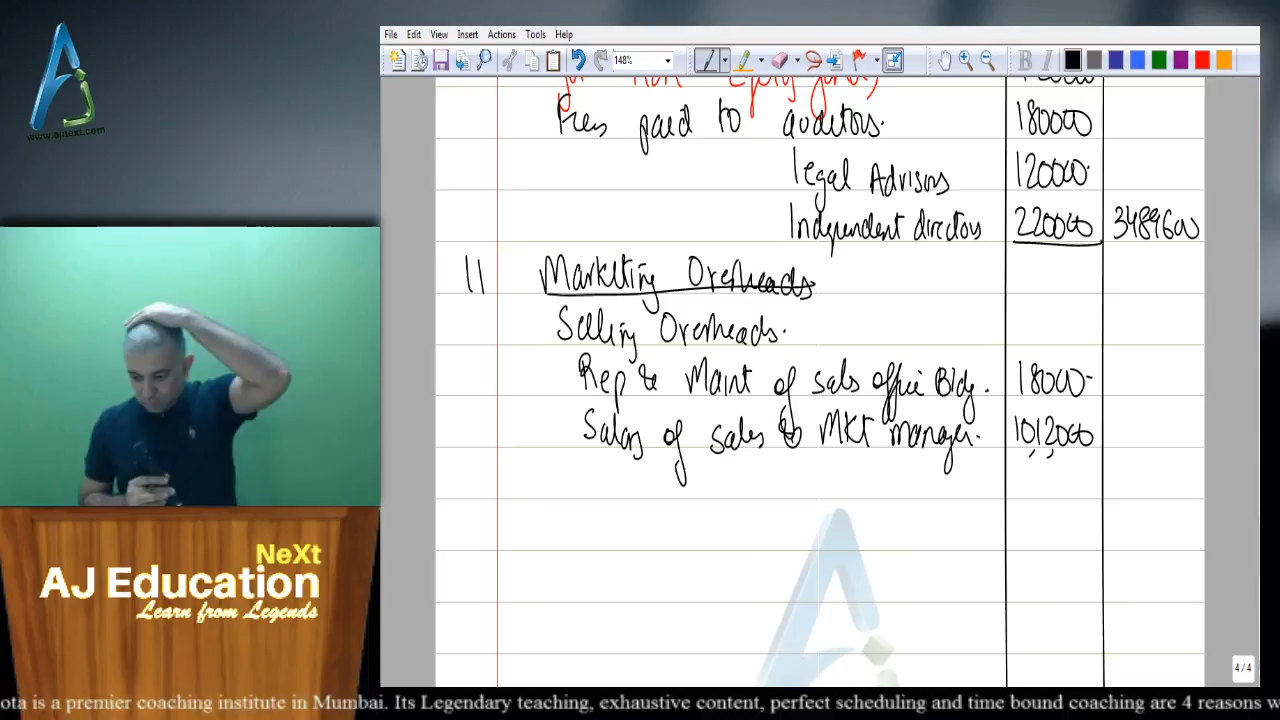 www.ajnext.com
File Edit View Insert Actions Tools Help
148%
B I
for Non
Fees paid to auditors. 180000
legal Advisors 120000
Independent directors 220000 3489600
11 Marketing Overheads
Selling Overheads.
Rep & Maint of sales office Bldg. 18000
Salary of sales & Mkt manager. 1012000
4/4
NeXt
AJ Education
Learn from Legends
ota is a premier coaching institute in Mumbai. Its Legendary teaching, exhaustive content, perfect scheduling and time bound coaching are 4 reasons w